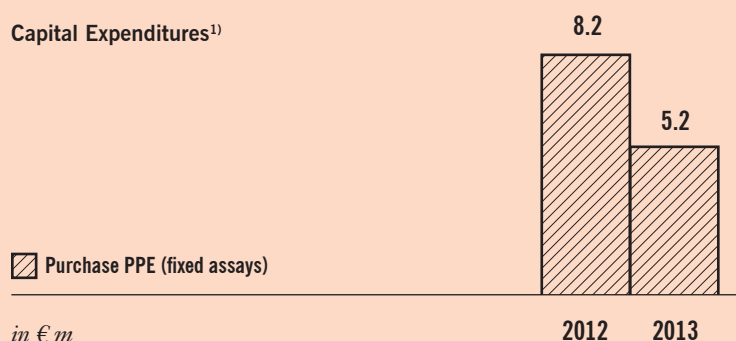 Capital Expenditures¹⁾
8.2
5.2
Purchase PPE (fixed assays)
in € m
2012
2013